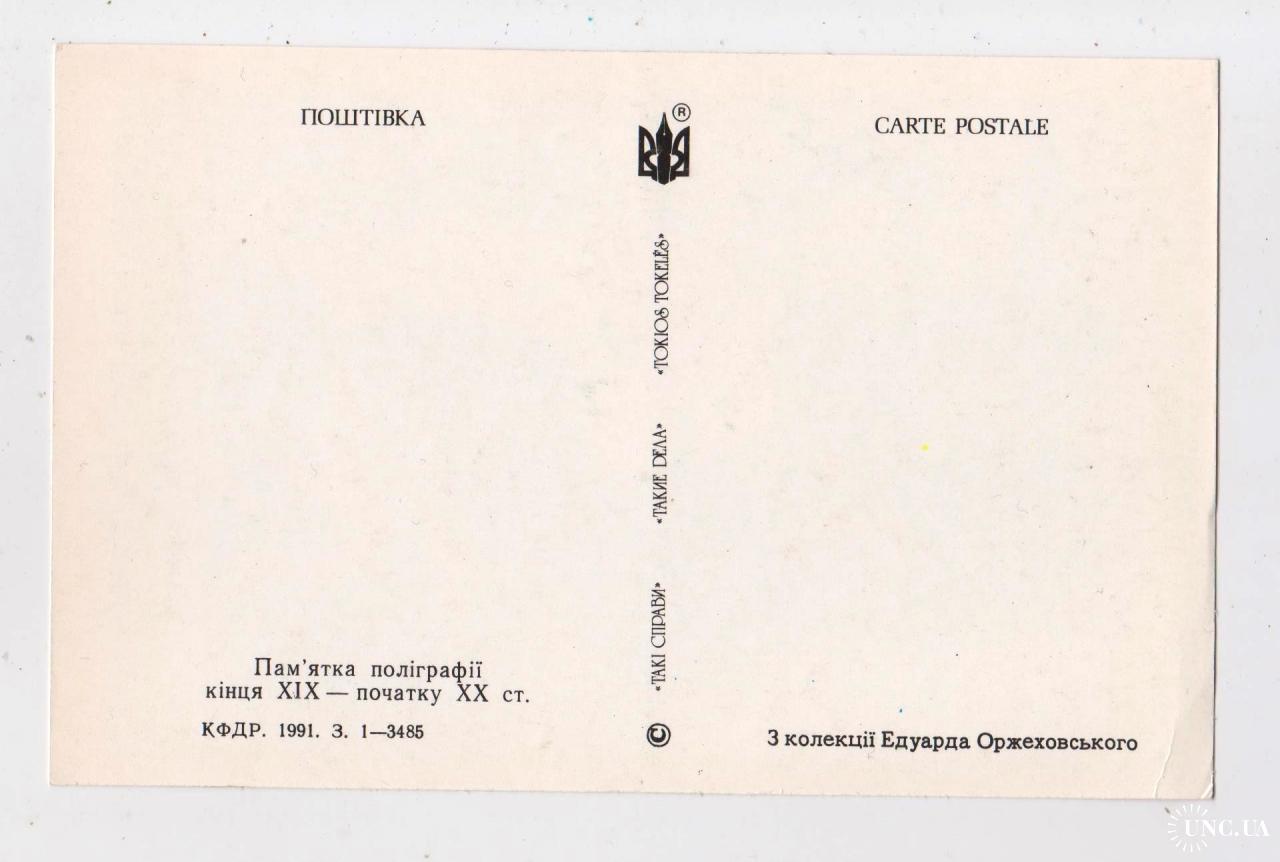 ПОШТІВКА
®
CARTE POSTALE
«TOKIOS TOKELĖS»
«ТАКИЕ DЕЛА»
«ТАКІ СПРАВИ»
©
Пам'ятка поліграфії
кінця XIX — початку XX ст.
КФДР. 1991. З. 1—3485
З колекції Едуарда Оржеховського
UNC.UA